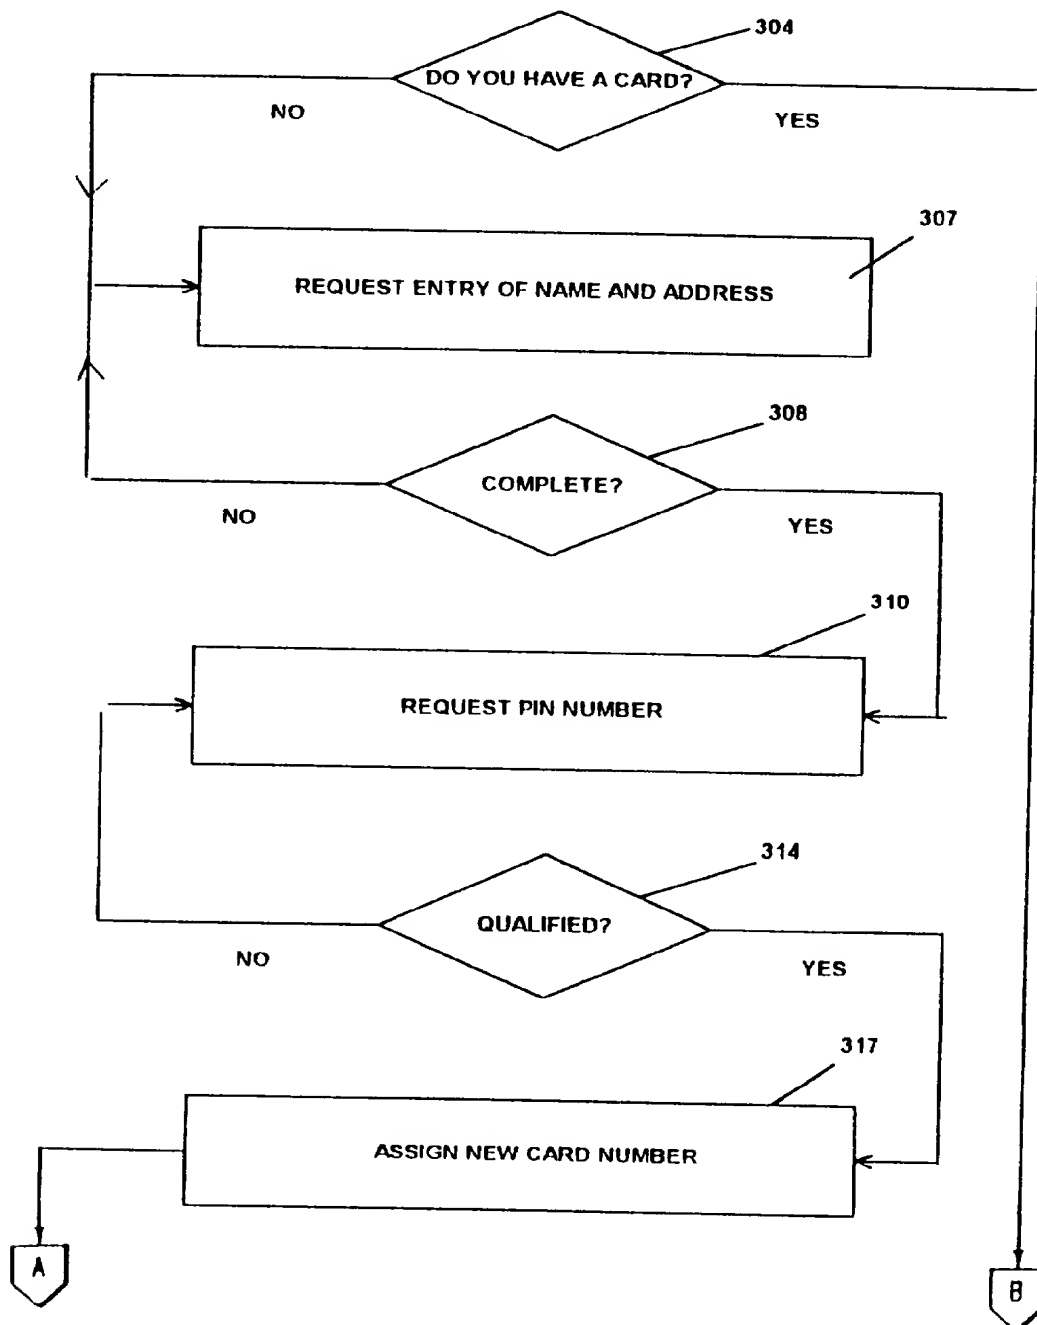 304
DO YOU HAVE A CARD?
NO
YES
307
REQUEST ENTRY OF NAME AND ADDRESS
308
COMPLETE?
NO
YES
310
REQUEST PIN NUMBER
314
QUALIFIED?
NO
YES
317
ASSIGN NEW CARD NUMBER
A
B